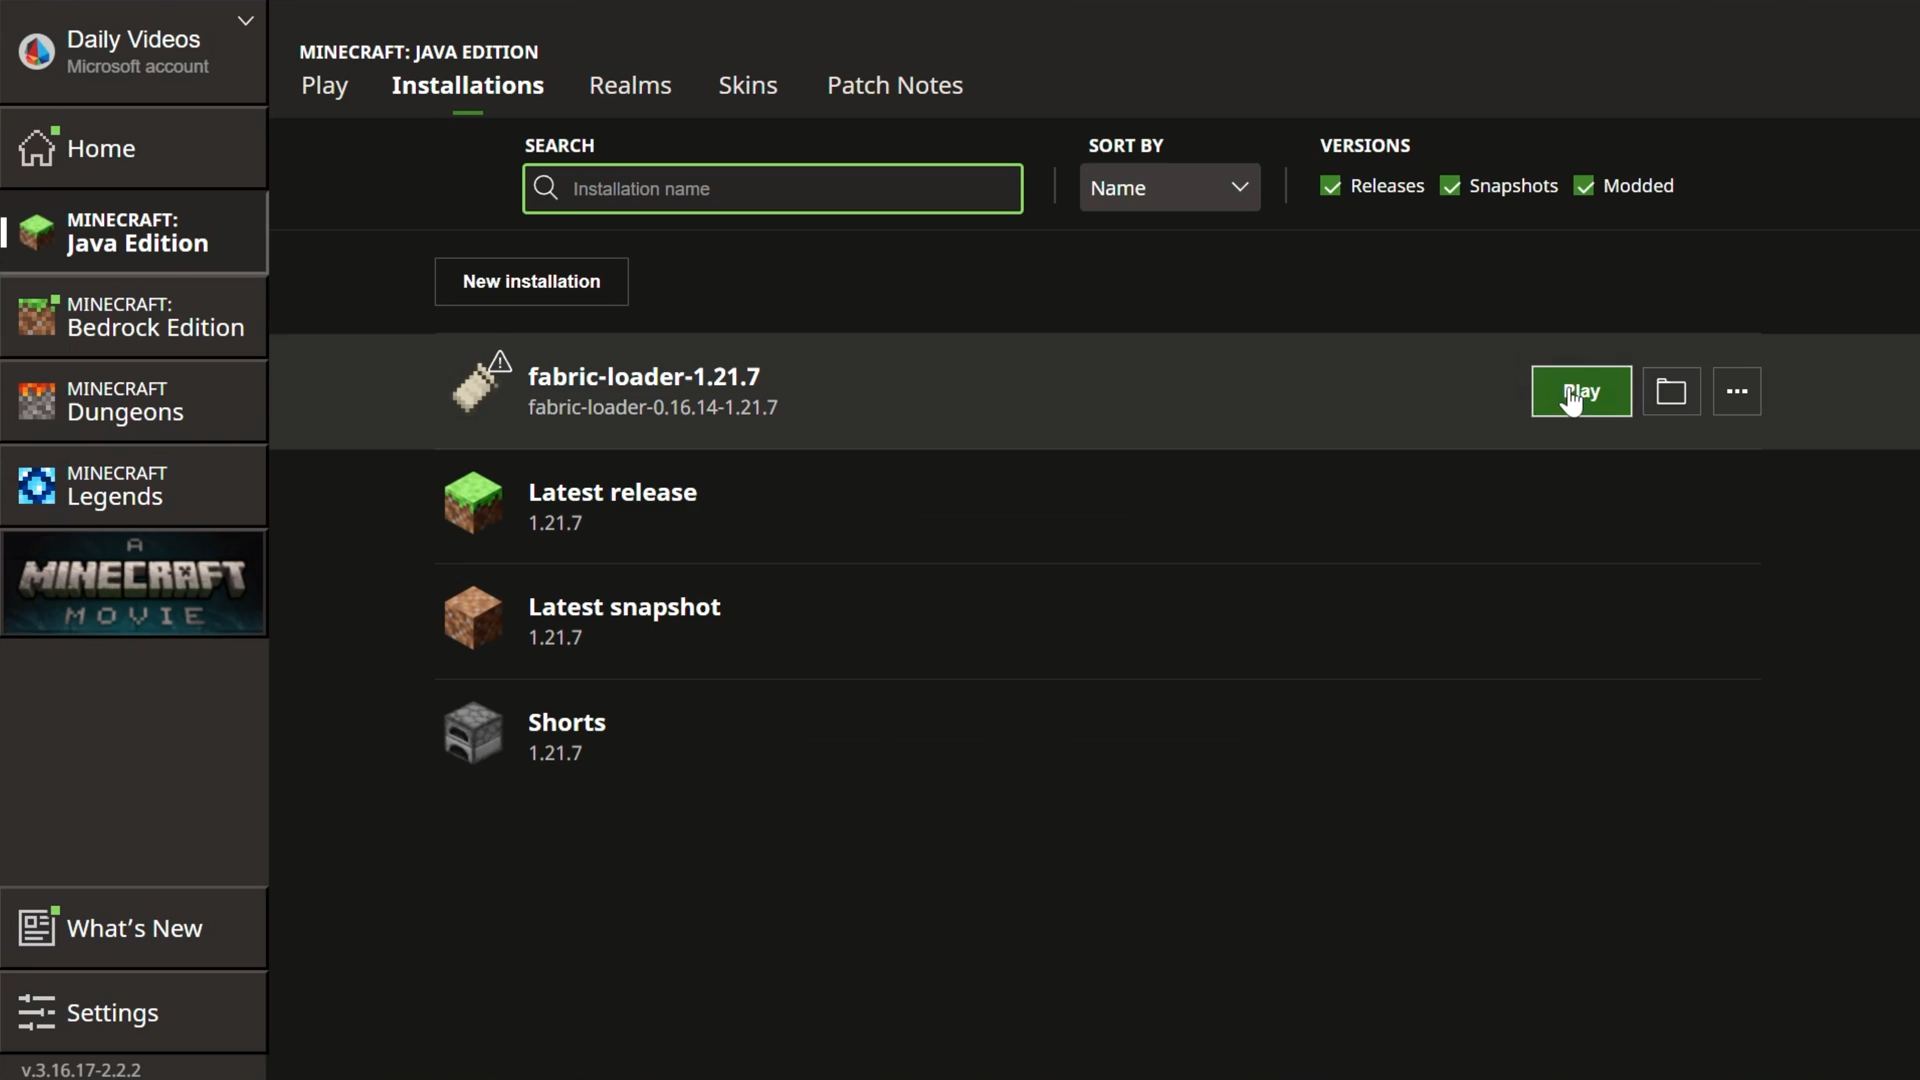 Daily Videos
Microsoft account
Home
MINECRAFT:
Java Edition
MINECRAFT:
Bedrock Edition
MINECRAFT
Dungeons
MINECRAFT
Legends
A
MINECRAFT
MOVIE
What's New
Settings
v.3.16.17-2.2.2
MINECRAFT: JAVA EDITION
Play Installations Realms Skins Patch Notes
SEARCH SORT BY VERSIONS
Installation name Name Releases Snapshots Modded
New installation
fabric-loader-1.21.7
fabric-loader-0.16.14-1.21.7
Play
Latest release
1.21.7
Latest snapshot
1.21.7
Shorts
1.21.7